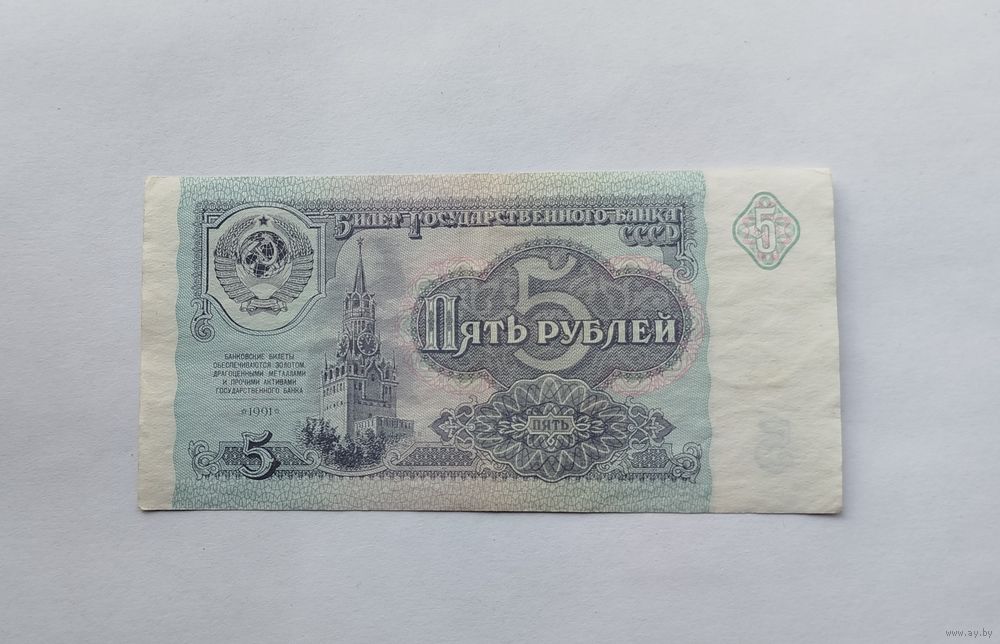 Билет Государственного Банка
СССР
5
5
Пять рублей
Банковские билеты
обеспечиваются золотом,
драгоценными металлами
и прочими активами
Государственного банка
☆1991☆
ПЯТЬ
5
www.ay.by